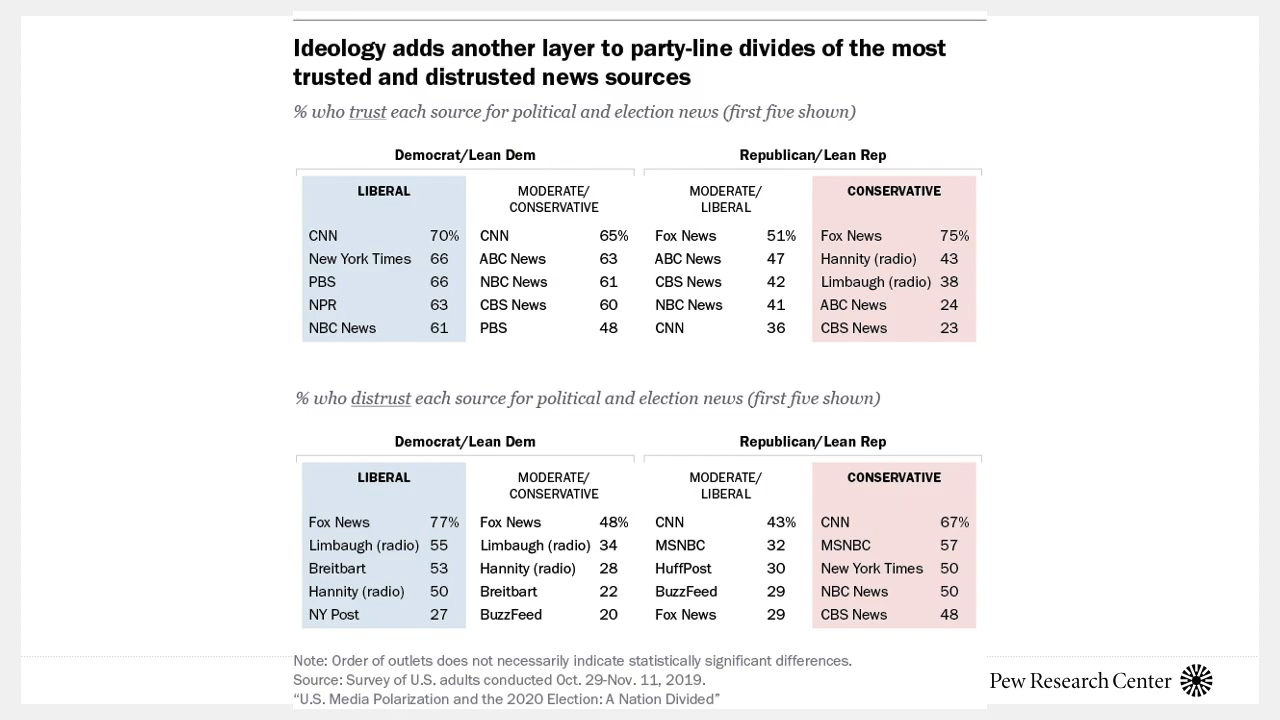 Ideology adds another layer to party-line divides of the most
trusted and distrusted news sources
% who trust each source for political and election news (first five shown)
Democrat/Lean Dem Republican/Lean Rep
LIBERAL MODERATE/ MODERATE/ CONSERVATIVE
CONSERVATIVE LIBERAL
CNN 70% CNN 65% Fox News 51% Fox News 75%
New York Times 66 ABC News 63 ABC News 47 Hannity (radio) 43
PBS 66 NBC News 61 CBS News 42 Limbaugh (radio) 38
NPR 63 CBS News 60 NBC News 41 ABC News 24
NBC News 61 PBS 48 CNN 36 CBS News 23
% who distrust each source for political and election news (first five shown)
Democrat/Lean Dem Republican/Lean Rep
LIBERAL MODERATE/ MODERATE/ CONSERVATIVE
CONSERVATIVE LIBERAL
Fox News 77% Fox News 48% CNN 43% CNN 67%
Limbaugh (radio) 55 Limbaugh (radio) 34 MSNBC 32 MSNBC 57
Breitbart 53 Hannity (radio) 28 HuffPost 30 New York Times 50
Hannity (radio) 50 Breitbart 22 BuzzFeed 29 NBC News 50
NY Post 27 BuzzFeed 20 Fox News 29 CBS News 48
Note: Order of outlets does not necessarily indicate statistically significant differences.
Source: Survey of U.S. adults conducted Oct. 29-Nov. 11, 2019.
“U.S. Media Polarization and the 2020 Election: A Nation Divided”
Pew Research Center